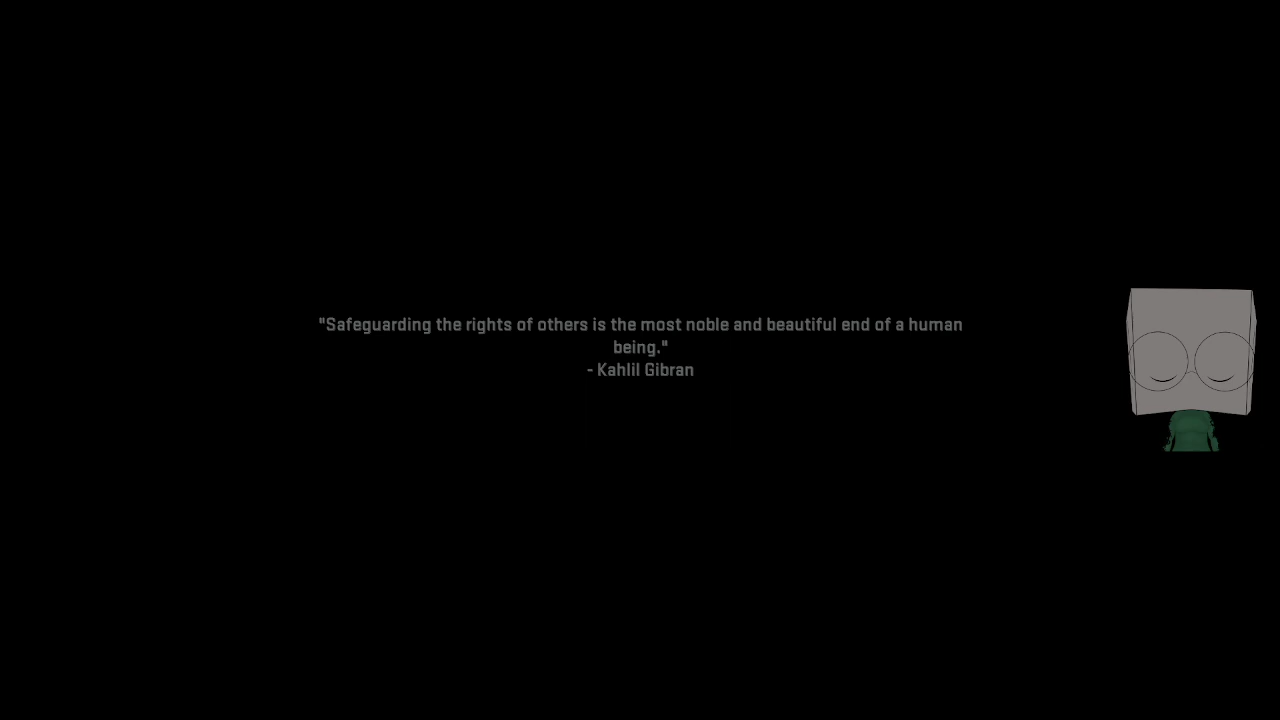 "Safeguarding the rights of others is the most noble and beautiful end of a human
being."
- Kahlil Gibran